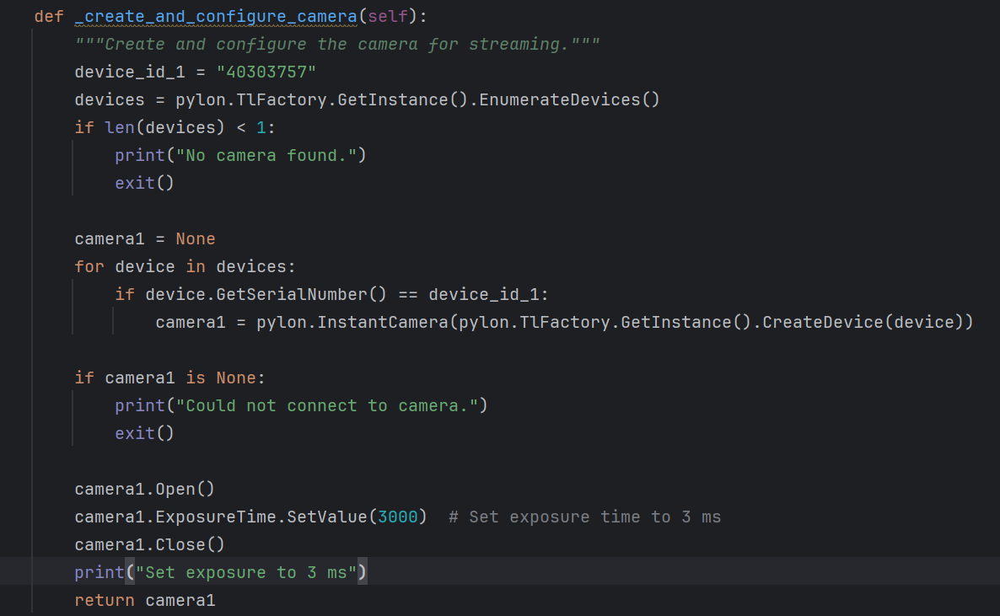 def _create_and_configure_camera(self):
    """Create and configure the camera for streaming."""
    device_id_1 = "40303757"
    devices = pylon.TlFactory.GetInstance().EnumerateDevices()
    if len(devices) < 1:
        print("No camera found.")
        exit()

    camera1 = None
    for device in devices:
        if device.GetSerialNumber() == device_id_1:
            camera1 = pylon.InstantCamera(pylon.TlFactory.GetInstance().CreateDevice(device))

    if camera1 is None:
        print("Could not connect to camera.")
        exit()

    camera1.Open()
    camera1.ExposureTime.SetValue(3000)  # Set exposure time to 3 ms
    camera1.Close()
    print("Set exposure to 3 ms")
    return camera1